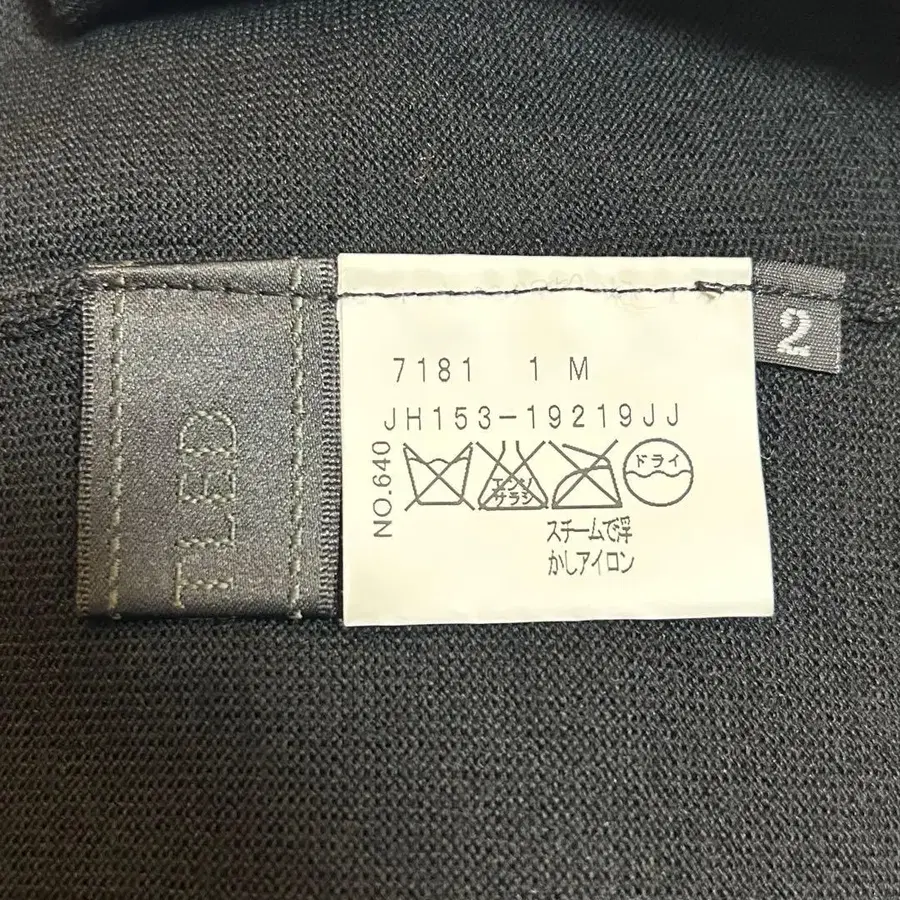 TLED
7181 1 M
JH153-19219JJ
NO.640
エンソ
サラシ
ドライ
スチームで浮
かしアイロン
2